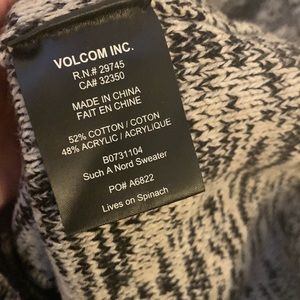 VOLCOM INC.
R.N.# 29745
CA# 32350
MADE IN CHINA
FAIT EN CHINE
52% COTTON / COTON
48% ACRYLIC / ACRYLIQUE
B0731104
Such A Nord Sweater
PO# A6822
Lives on Spinach